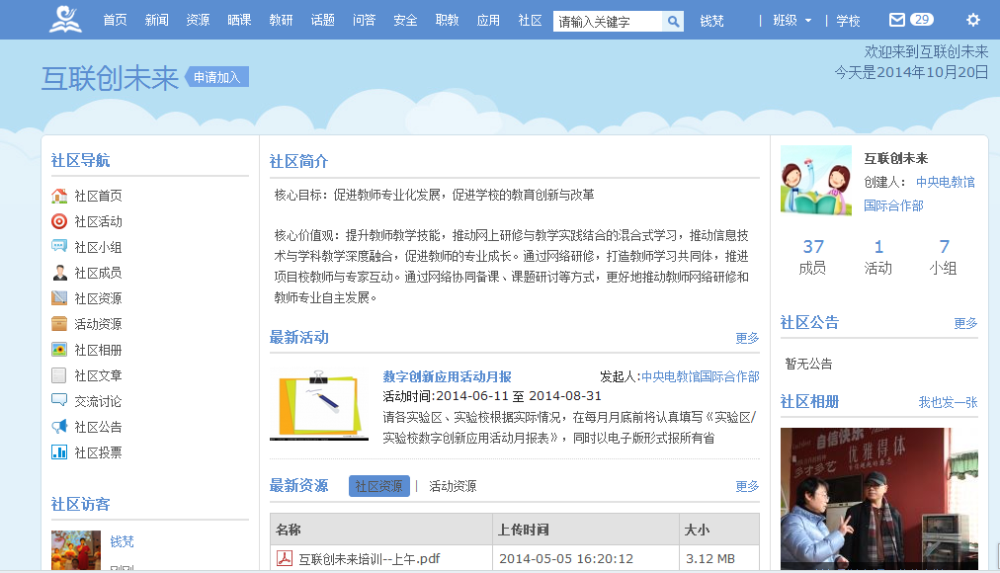 首页 新闻 资源 晒课 教研 话题 问答 安全 职教 应用 社区 请输入关键字 钱梵 | 班级 | 学校 29
欢迎来到互联创未来
今天是2014年10月20日
互联创未来 申请加入
社区导航
社区首页
社区活动
社区小组
社区成员
社区资源
活动资源
社区相册
社区文章
交流讨论
社区公告
社区投票
社区访客
钱梵
刚刚
社区简介
核心目标：促进教师专业化发展，促进学校的教育创新与改革
核心价值观：提升教师教学技能，推动网上研修与教学实践结合的混合式学习，推动信息技
术与学科教学深度融合，促进教师的专业成长。通过网络研修，打造教师学习共同体，推进
项目校教师与专家互动。通过网络协同备课、课题研讨等方式，更好地推动教师网络研修和
教师专业自主发展。
最新活动 更多
数字创新应用活动月报 发起人:中央电教馆国际合作部
活动时间:2014-06-11 至 2014-08-31
请各实验区、实验校根据实际情况，在每月月底前将认真填写《实验区/
实验校数字创新应用活动月报表》，同时以电子版形式报所有省
最新资源 社区资源 | 活动资源 更多
名称 上传时间 大小
互联创未来培训--上午.pdf 2014-05-05 16:20:12 3.12 MB
互联创未来
创建人： 中央电教馆
国际合作部
37 1 7
成员 活动 小组
社区公告 更多
暂无公告
社区相册 我也发一张
自信快乐
优雅得体
多才多艺